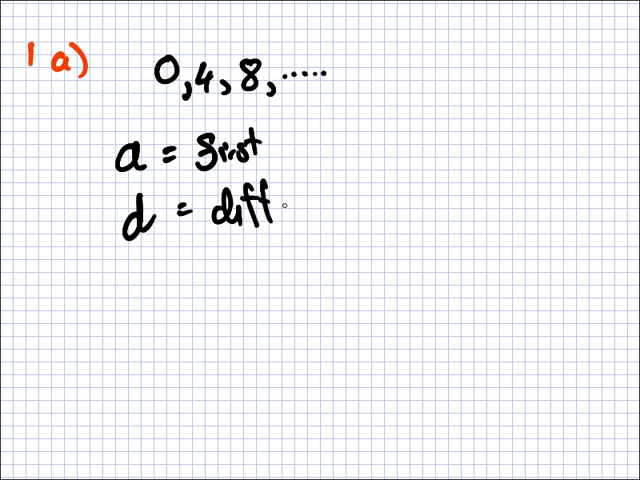 1 a) 0, 4, 8, .....
a = first
d = diff